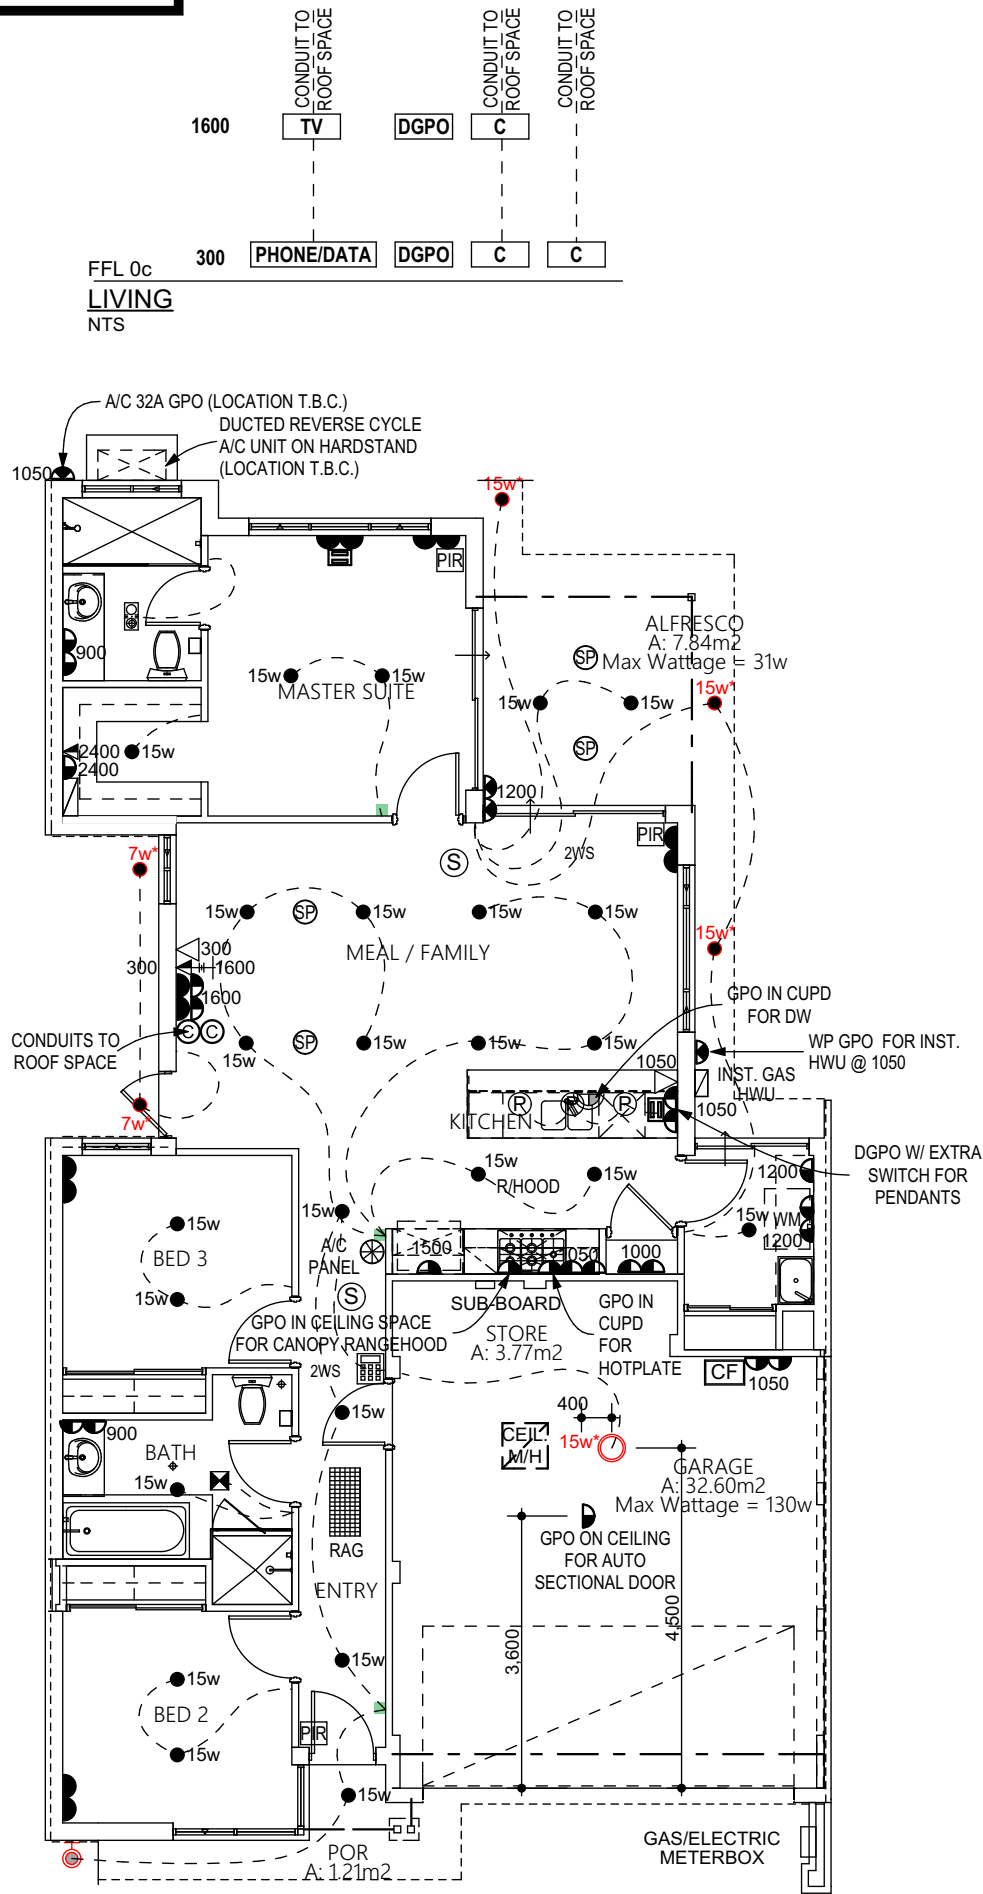 CONDUIT TO
ROOF SPACE
CONDUIT TO
ROOF SPACE
CONDUIT TO
ROOF SPACE
1600
TV
DGPO
C
300
PHONE/DATA
DGPO
C
C
FFL 0c
LIVING
NTS
A/C 32A GPO (LOCATION T.B.C.)
DUCTED REVERSE CYCLE
A/C UNIT ON HARDSTAND
(LOCATION T.B.C.)
1050
15w*
PIR
900
ALFRESCO
A: 7.84m2
Max Wattage = 31w
SP
15w
15w
MASTER SUITE
15w*
15w
15w
SP
2400
15w
2400
1200
PIR
2WS
7w*
S
15w
SP
15w
15w
15w
15w*
MEAL / FAMILY
300
300
1600
1600
GPO IN CUPD
FOR DW
CONDUITS TO
ROOF SPACE
C
C
SP
15w
15w
15w
15w
WP GPO FOR INST.
HWU @ 1050
1050
INST. GAS
HWU
7w*
KITCHEN
R
R
R
1050
DGPO W/ EXTRA
SWITCH FOR
PENDANTS
15w
R/HOOD
15w
1200
15w
15w
15w
Y WM
1200
BED 3
A/C
PANEL
1500
1050
1000
15w
S
SUB-BOARD
GPO IN CEILING SPACE
FOR CANOPY RANGEHOOD
GPO IN
CUPD
FOR
HOTPLATE
STORE
A: 3.77m2
2WS
CF
1050
400
15w
900
BATH
15w
CEIL.
M/H
15w*
GARAGE
A: 32.60m2
Max Wattage = 130w
GPO ON CEILING
FOR AUTO
SECTIONAL DOOR
RAG
ENTRY
3,600
4,500
15w
15w
BED 2
PIR
15w
15w
POR
A: 1.21m2
GAS/ELECTRIC
METERBOX